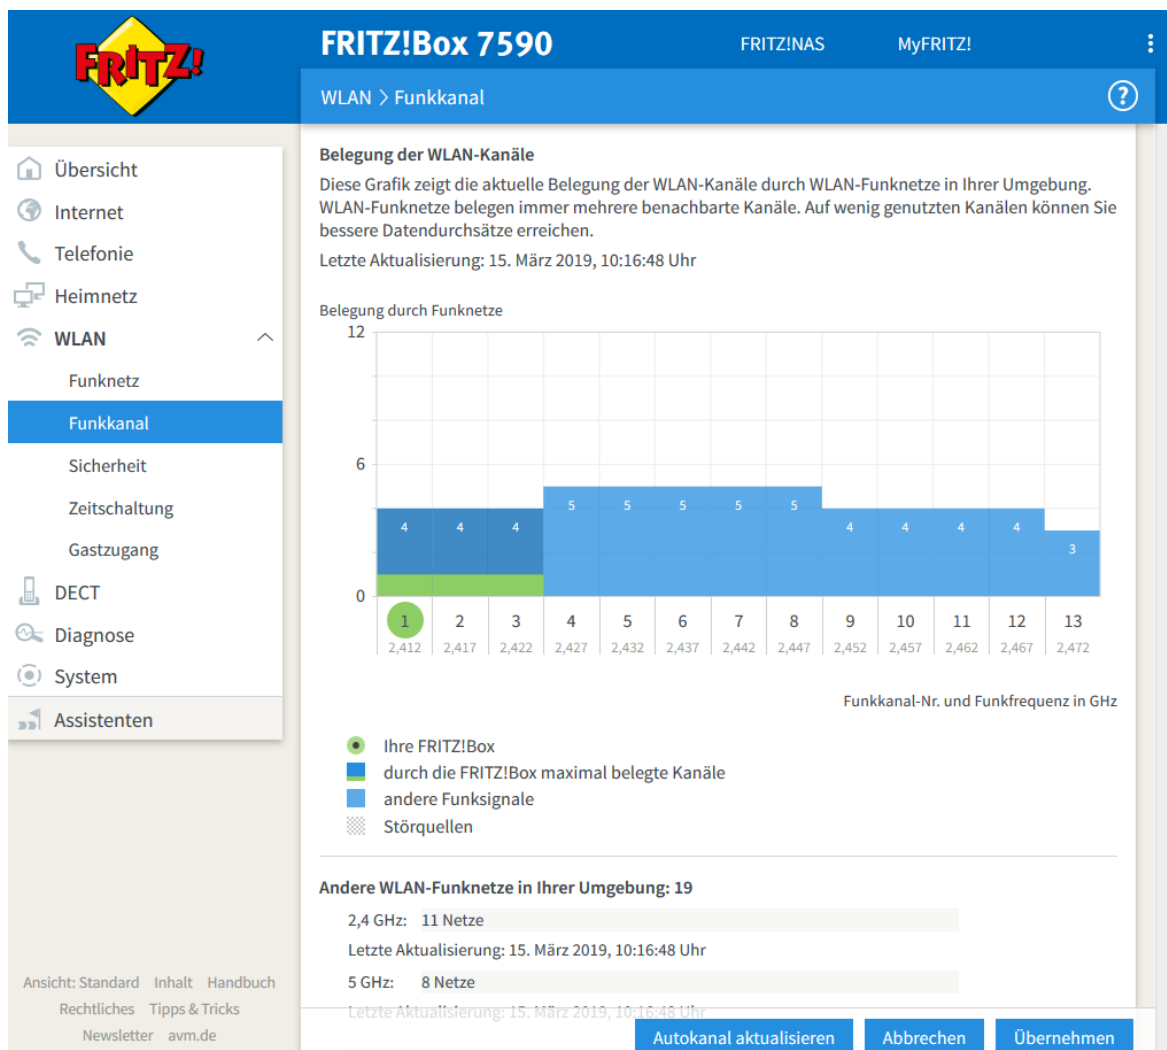 FRITZ!
FRITZ!Box 7590
FRITZ!NAS
MyFRITZ!
WLAN > Funkkanal
?
Übersicht
Internet
Telefonie
Heimnetz
WLAN
Funknetz
Funkkanal
Sicherheit
Zeitschaltung
Gastzugang
DECT
Diagnose
System
Assistenten
Ansicht: Standard Inhalt Handbuch
Rechtliches Tipps & Tricks
Newsletter avm.de
Belegung der WLAN-Kanäle
Diese Grafik zeigt die aktuelle Belegung der WLAN-Kanäle durch WLAN-Funknetze in Ihrer Umgebung.
WLAN-Funknetze belegen immer mehrere benachbarte Kanäle. Auf wenig genutzten Kanälen können Sie
bessere Datendurchsätze erreichen.
Letzte Aktualisierung: 15. März 2019, 10:16:48 Uhr
Belegung durch Funknetze
12
6
0
4 4 4 5 5 5 5 5 4 4 4 4 3
1 2 3 4 5 6 7 8 9 10 11 12 13
2,412 2,417 2,422 2,427 2,432 2,437 2,442 2,447 2,452 2,457 2,462 2,467 2,472
Funkkanal-Nr. und Funkfrequenz in GHz
Ihre FRITZ!Box
durch die FRITZ!Box maximal belegte Kanäle
andere Funksignale
Störquellen
Andere WLAN-Funknetze in Ihrer Umgebung: 19
2,4 GHz: 11 Netze
Letzte Aktualisierung: 15. März 2019, 10:16:48 Uhr
5 GHz: 8 Netze
Letzte Aktualisierung: 15. März 2019, 10:16:48 Uhr
Autokanal aktualisieren
Abbrechen
Übernehmen